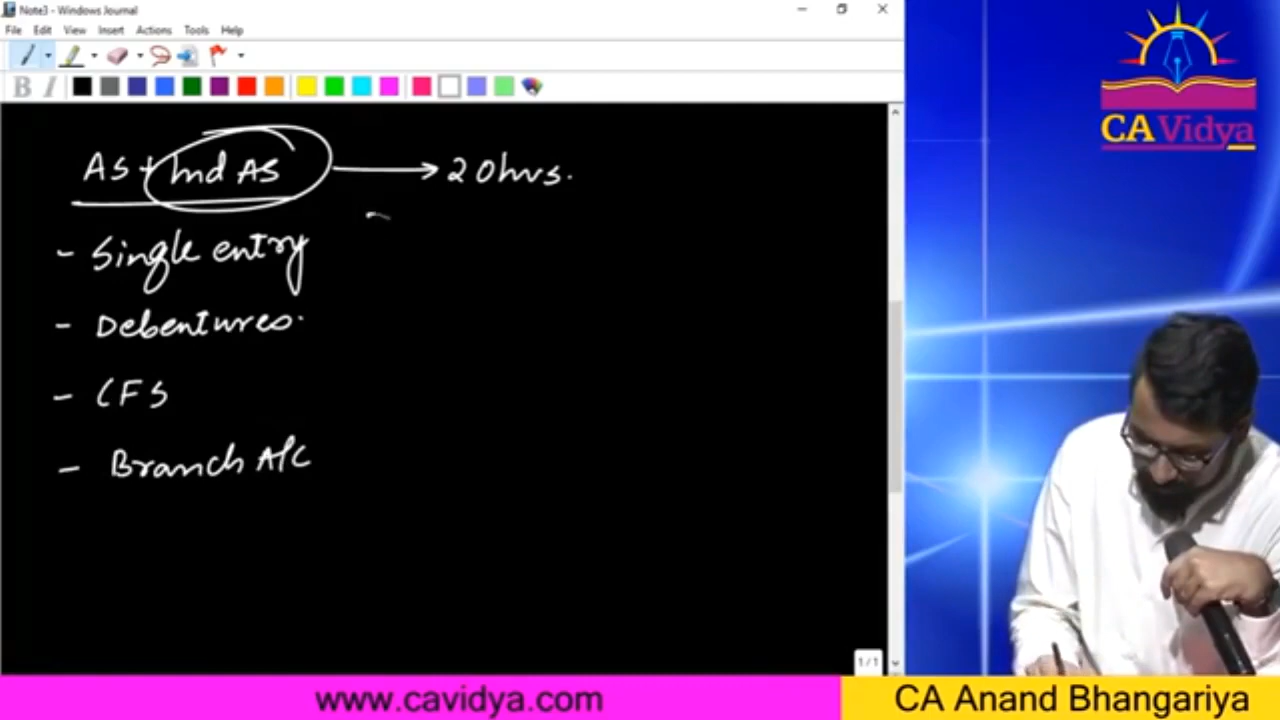 Note3 - Windows Journal
File Edit View Insert Actions Tools Help
B I
AS + Ind AS → 20hrs.
- Single entry
- Debentures.
- CFS
- Branch A/C
1 / 1
CA Vidya
www.cavidya.com
CA Anand Bhangariya